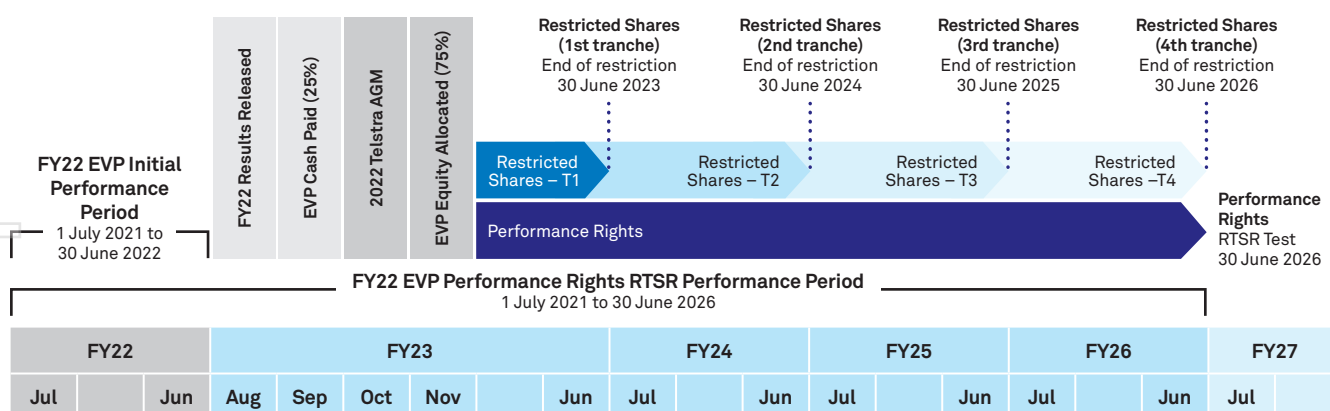 Restricted Shares
(1st tranche)
End of restriction
30 June 2023
Restricted Shares
(2nd tranche)
End of restriction
30 June 2024
Restricted Shares
(3rd tranche)
End of restriction
30 June 2025
Restricted Shares
(4th tranche)
End of restriction
30 June 2026
FY22 EVP Initial
Performance
Period
1 July 2021 to
30 June 2022
FY22 Results Released
EVP Cash Paid (25%)
2022 Telstra AGM
EVP Equity Allocated (75%)
Restricted
Shares – T1
Restricted
Shares – T2
Restricted
Shares – T3
Restricted
Shares –T4
Performance Rights
Performance
Rights
RTSR Test
30 June 2026
FY22 EVP Performance Rights RTSR Performance Period
1 July 2021 to 30 June 2026
FY22 FY23 FY24 FY25 FY26 FY27
Jul Jun Aug Sep Oct Nov Jun Jul Jun Jul Jun Jul Jun Jul